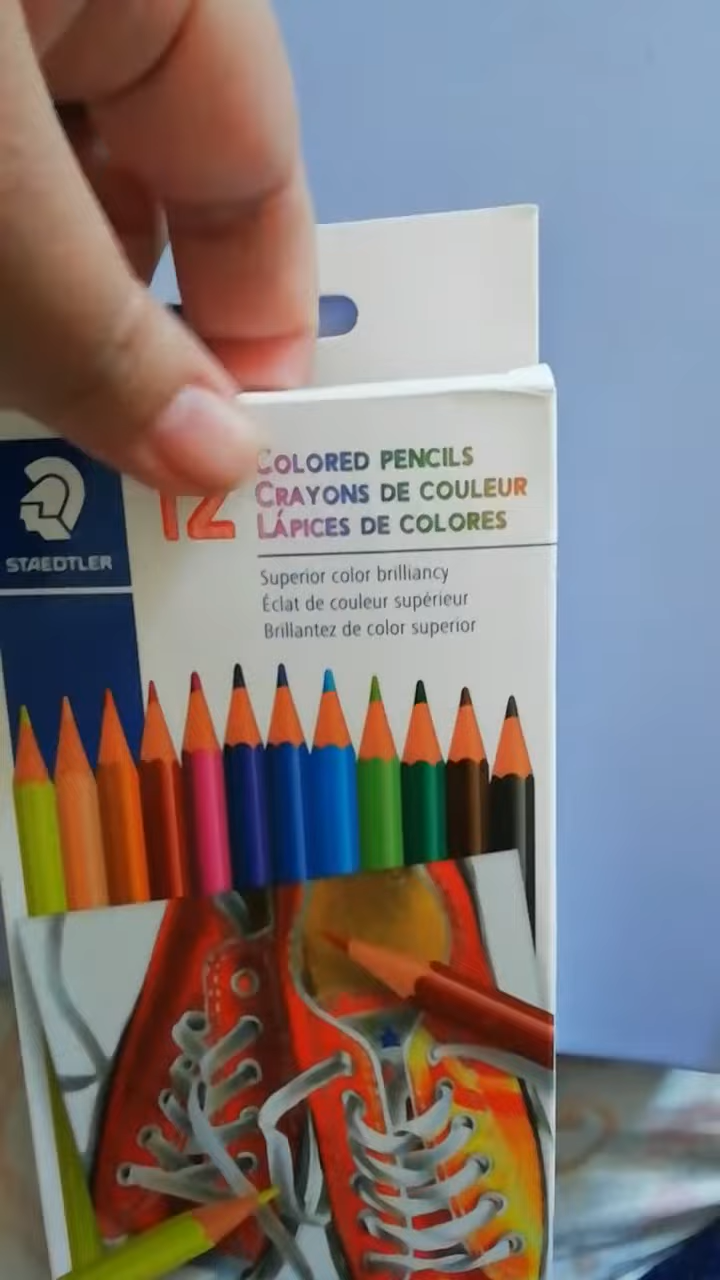 STAEDTLER
12
COLORED PENCILS
CRAYONS DE COULEUR
LÁPICES DE COLORES
Superior color brilliancy
Éclat de couleur supérieur
Brillantez de color superior